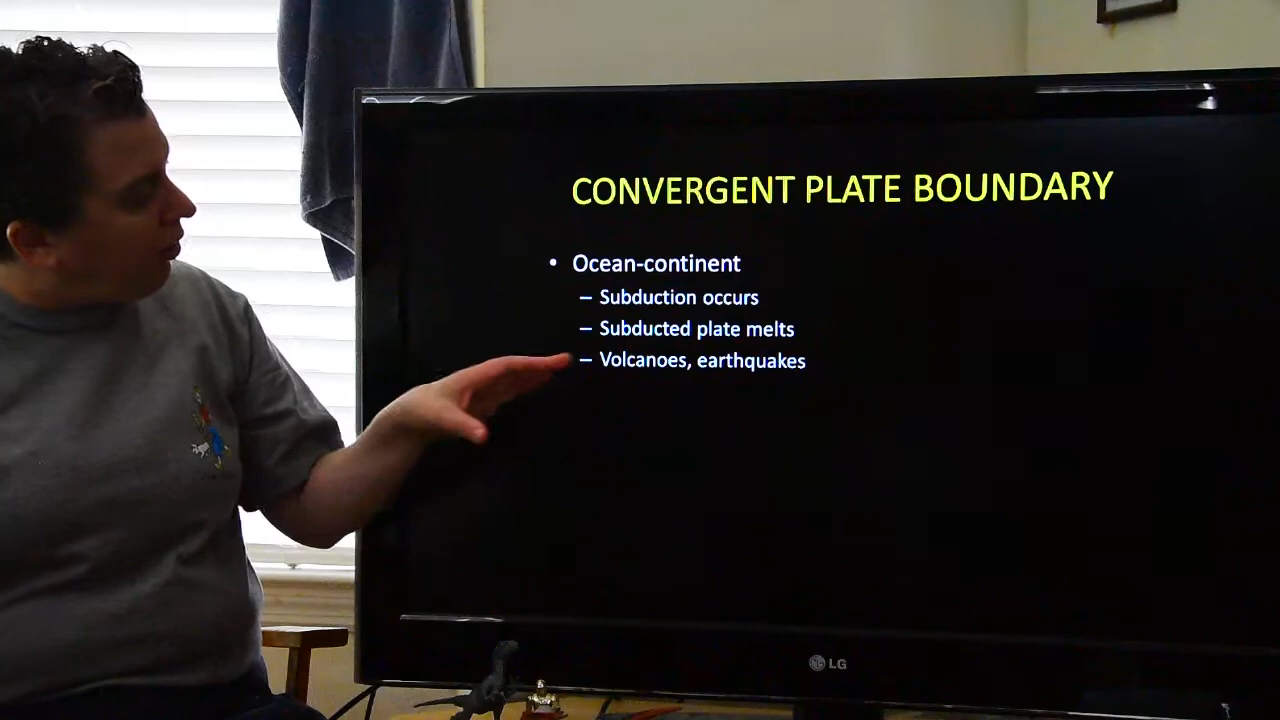 CONVERGENT PLATE BOUNDARY
• Ocean-continent
– Subduction occurs
– Subducted plate melts
– Volcanoes, earthquakes
LG